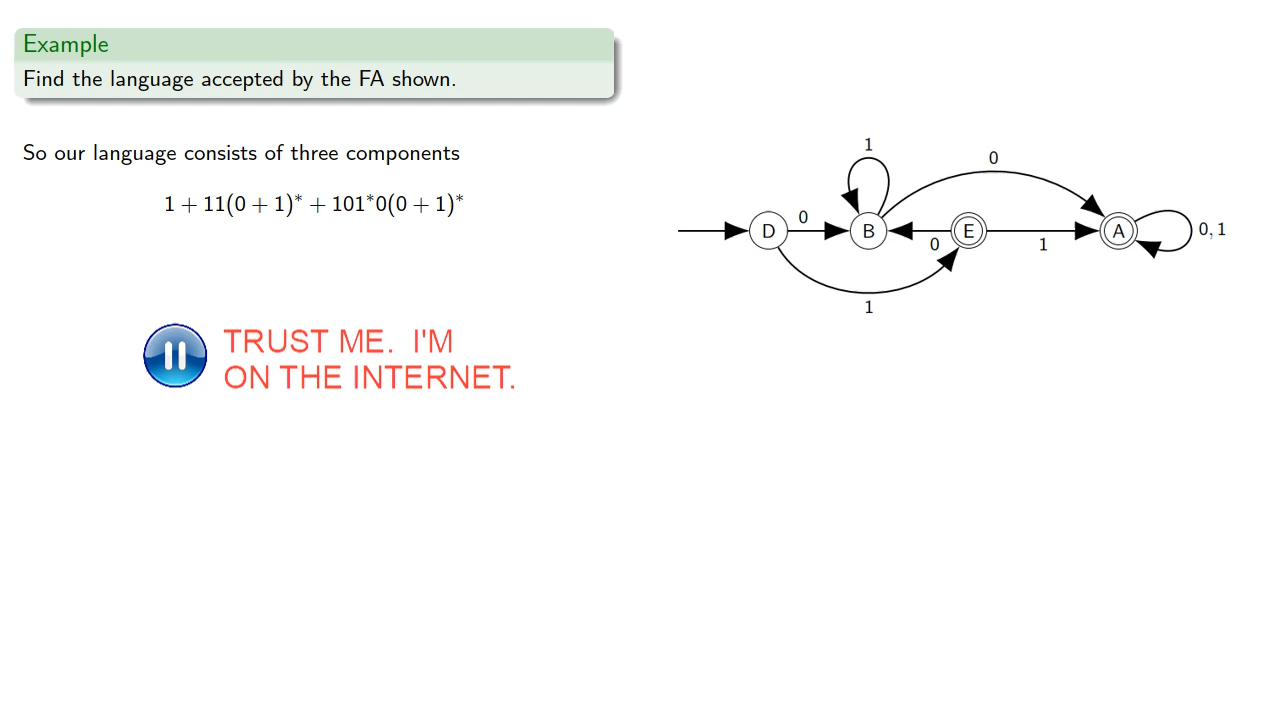 Example
Find the language accepted by the FA shown.
So our language consists of three components
1 + 11(0 + 1)* + 101*0(0 + 1)*
TRUST ME. I'M
ON THE INTERNET.
1
0
0
D
B
E
A
0, 1
0
1
1